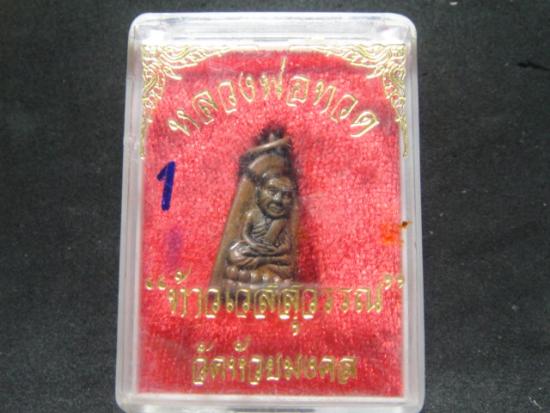 หลวงพ่อทวด
1
“ท้าวเวสสุวรรณ”
วัดห้วยมงคล